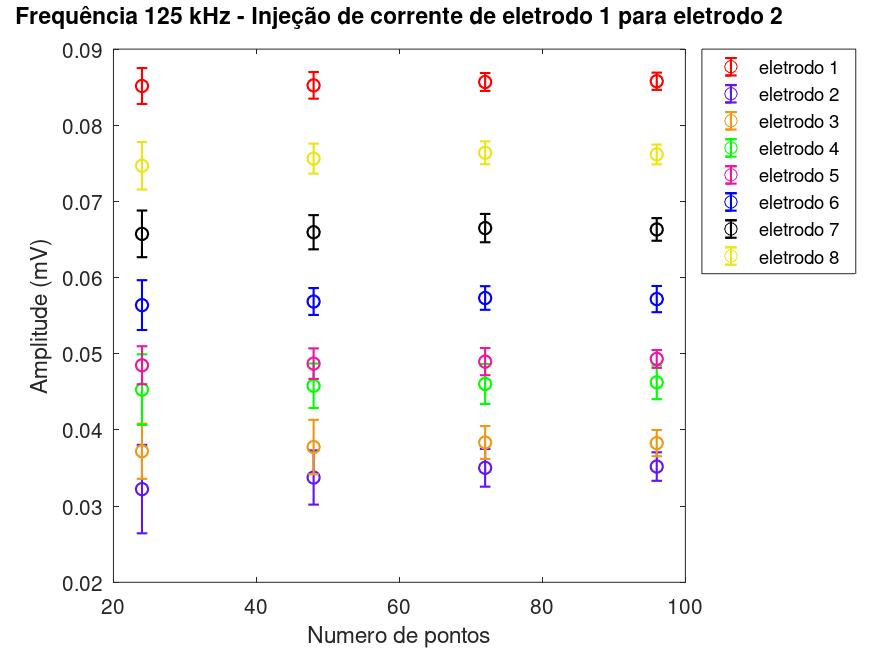 Frequência 125 kHz - Injeção de corrente de eletrodo 1 para eletrodo 2
0.09
0.08
0.07
0.06
0.05
0.04
0.03
0.02
Amplitude (mV)
20
40
60
80
100
Numero de pontos
eletrodo 1
eletrodo 2
eletrodo 3
eletrodo 4
eletrodo 5
eletrodo 6
eletrodo 7
eletrodo 8